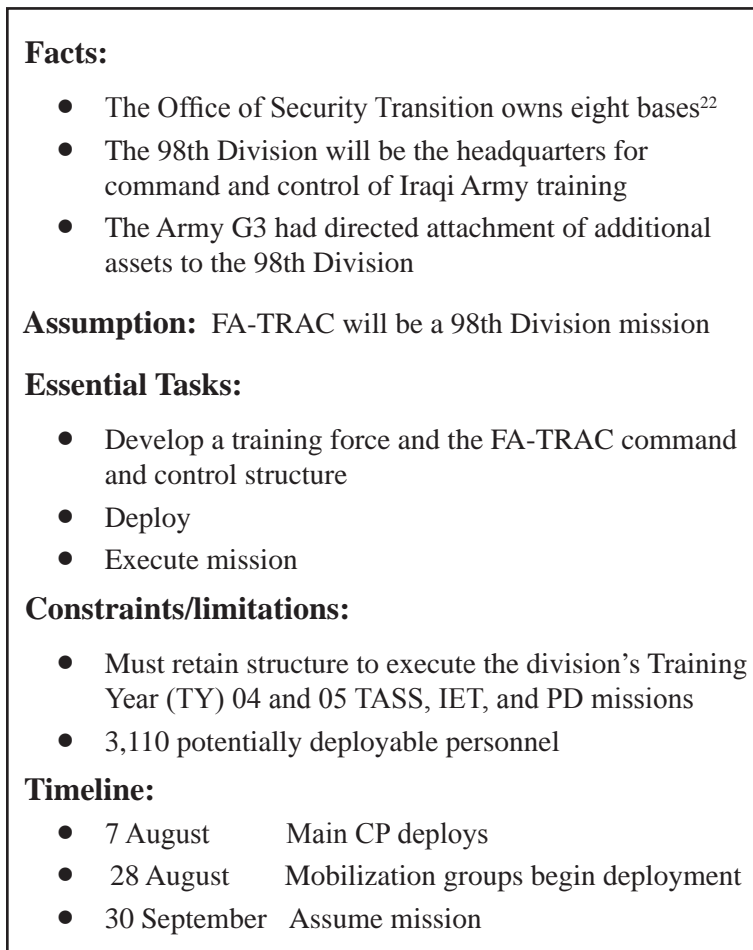 Facts:
● The Office of Security Transition owns eight bases²²
● The 98th Division will be the headquarters for
command and control of Iraqi Army training
● The Army G3 had directed attachment of additional
assets to the 98th Division
Assumption: FA-TRAC will be a 98th Division mission
Essential Tasks:
● Develop a training force and the FA-TRAC command
and control structure
● Deploy
● Execute mission
Constraints/limitations:
● Must retain structure to execute the division’s Training
Year (TY) 04 and 05 TASS, IET, and PD missions
● 3,110 potentially deployable personnel
Timeline:
● 7 August Main CP deploys
● 28 August Mobilization groups begin deployment
● 30 September Assume mission